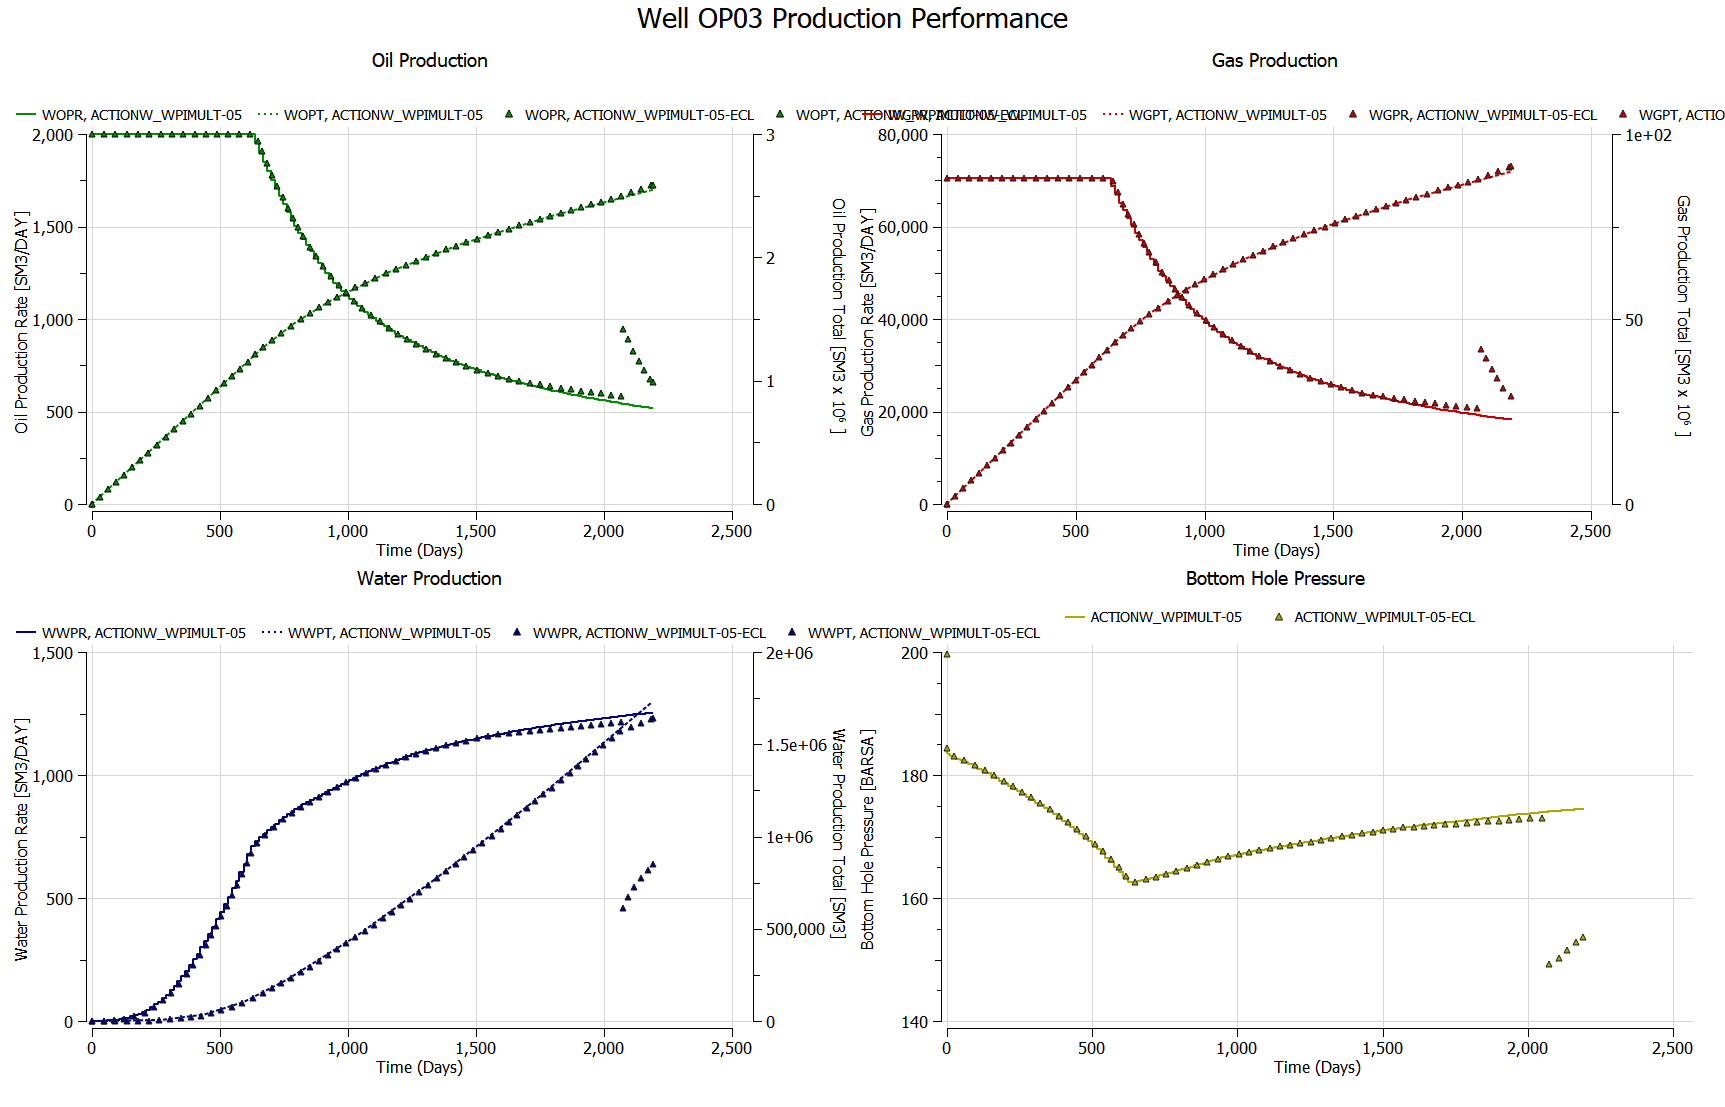 Well OP03 Production Performance
Oil Production
WOPR, ACTIONW_WPIMULT-05
WOPT, ACTIONW_WPIMULT-05
WOPR, ACTIONW_WPIMULT-05-ECL
WOPT, ACTIONW_WPIMULT-05-ECL
2,000
1,500
1,000
500
0
Oil Production Rate [SM3/DAY]
3
2
1
0
Oil Production Total [SM3 x 10⁶ ]
0
500
1,000
1,500
2,000
2,500
Time (Days)
Gas Production
WGPR, ACTIONW_WPIMULT-05
WGPT, ACTIONW_WPIMULT-05
WGPR, ACTIONW_WPIMULT-05-ECL
WGPT, ACTIO
80,000
60,000
40,000
20,000
0
Gas Production Rate [SM3/DAY]
1e+02
50
0
Gas Production Total [SM3 x 10⁶ ]
0
500
1,000
1,500
2,000
2,500
Time (Days)
Water Production
WWPR, ACTIONW_WPIMULT-05
WWPT, ACTIONW_WPIMULT-05
WWPR, ACTIONW_WPIMULT-05-ECL
WWPT, ACTIONW_WPIMULT-05-ECL
1,500
1,000
500
0
Water Production Rate [SM3/DAY]
2e+06
1.5e+06
1e+06
500,000
0
Water Production Total [SM3]
0
500
1,000
1,500
2,000
2,500
Time (Days)
Bottom Hole Pressure
ACTIONW_WPIMULT-05
ACTIONW_WPIMULT-05-ECL
200
180
160
140
Bottom Hole Pressure [BARSA]
0
500
1,000
1,500
2,000
2,500
Time (Days)